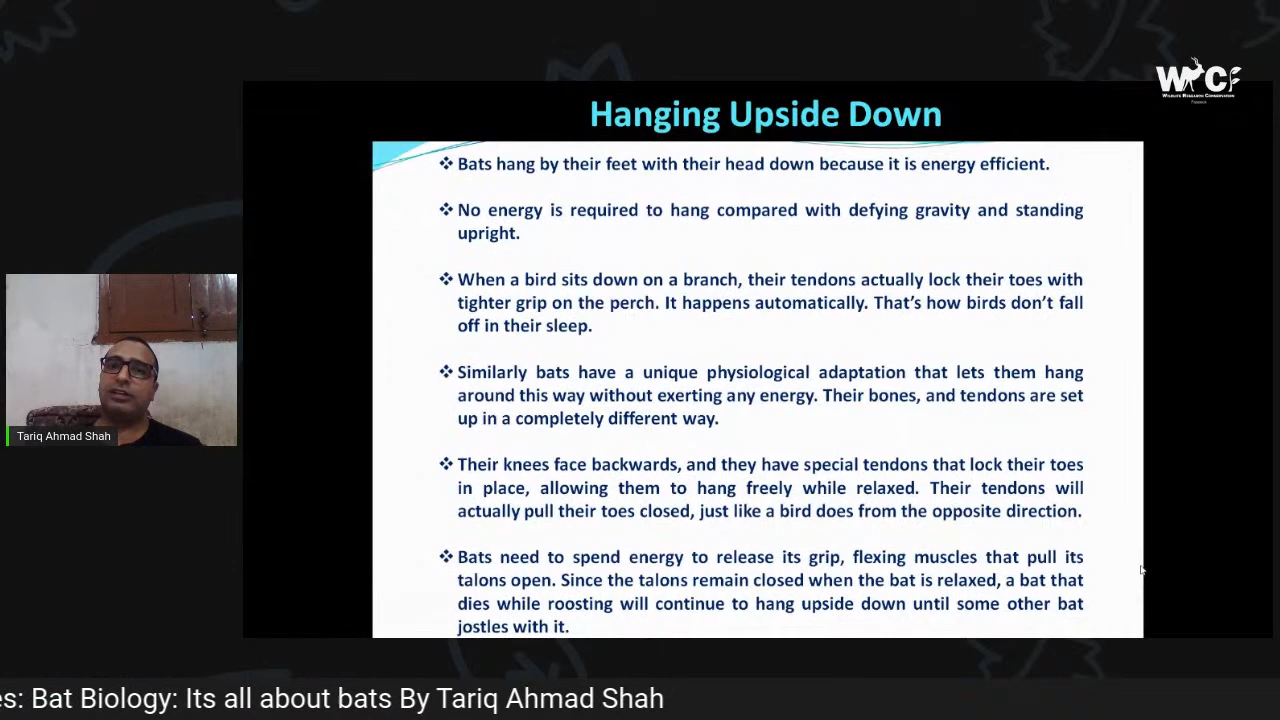 WRCF
WILDLIFE RESEARCH CONSERVATION
Hanging Upside Down
❖ Bats hang by their feet with their head down because it is energy efficient.
❖ No energy is required to hang compared with defying gravity and standing
upright.
❖ When a bird sits down on a branch, their tendons actually lock their toes with
tighter grip on the perch. It happens automatically. That's how birds don't fall
off in their sleep.
❖ Similarly bats have a unique physiological adaptation that lets them hang
around this way without exerting any energy. Their bones, and tendons are set
up in a completely different way.
❖ Their knees face backwards, and they have special tendons that lock their toes
in place, allowing them to hang freely while relaxed. Their tendons will
actually pull their toes closed, just like a bird does from the opposite direction.
❖ Bats need to spend energy to release its grip, flexing muscles that pull its
talons open. Since the talons remain closed when the bat is relaxed, a bat that
dies while roosting will continue to hang upside down until some other bat
jostles with it.
Tariq Ahmad Shah
es: Bat Biology: Its all about bats By Tariq Ahmad Shah